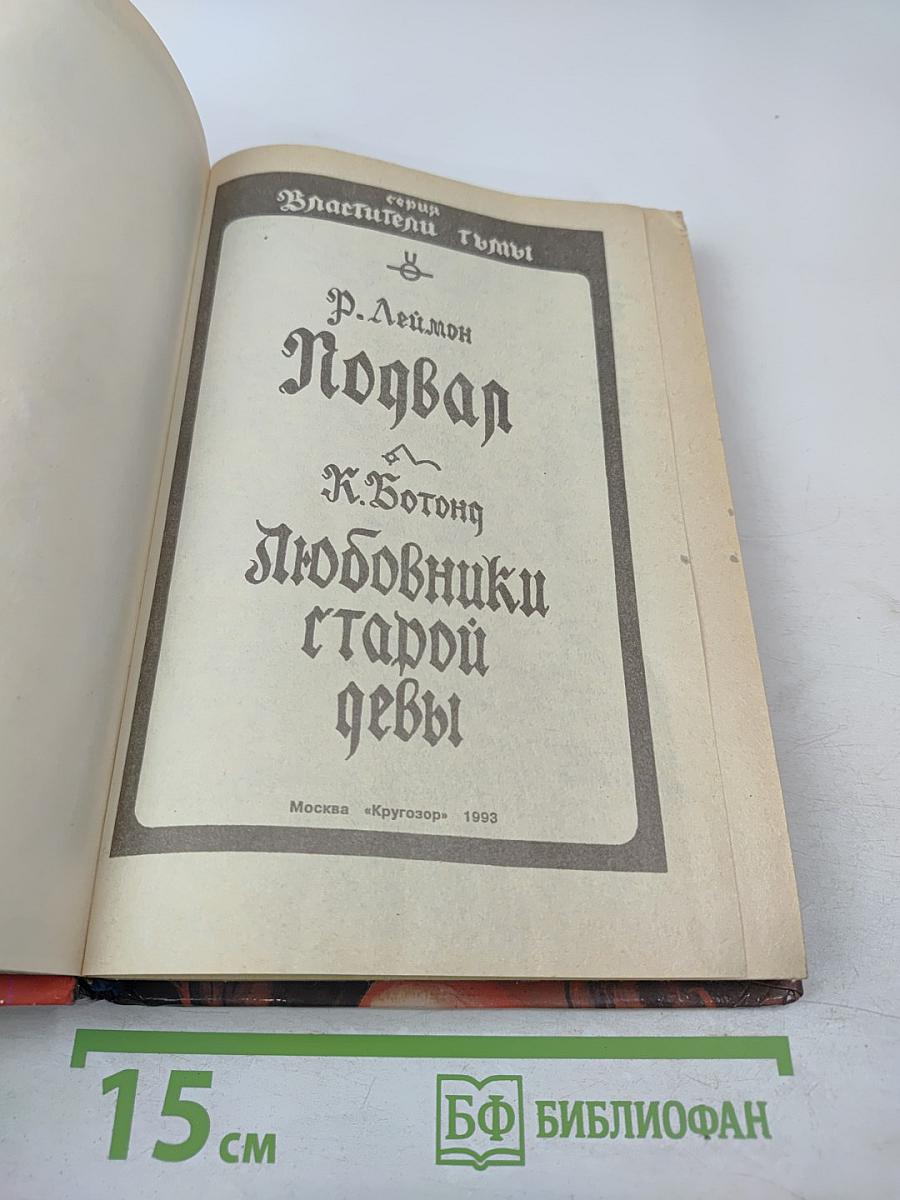 серия
Властители тьмы
Р. Леймон
Подвал
К. Ботонд
Любовники
старой
девы
Москва «Кругозор» 1993
15 см
БФ БИБЛИОФАН